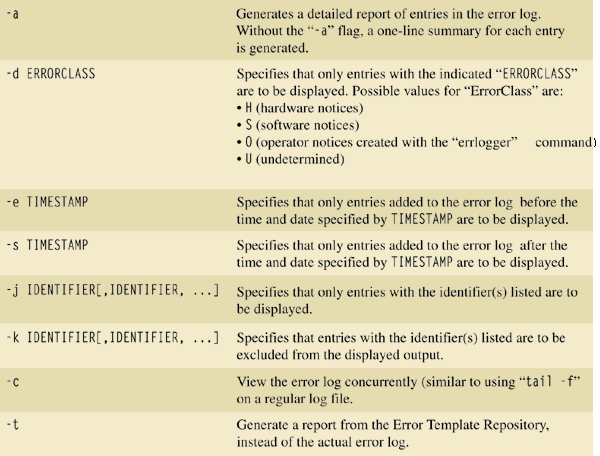 -a Generates a detailed report of entries in the error log.
Without the “-a” flag, a one-line summary for each entry
is generated.
-d ERRORCLASS Specifies that only entries with the indicated “ERRORCLASS”
are to be displayed. Possible values for “ErrorClass” are:
• H (hardware notices)
• S (software notices)
• O (operator notices created with the “errlogger” command)
• U (undetermined)
-e TIMESTAMP Specifies that only entries added to the error log before the
time and date specified by TIMESTAMP are to be displayed.
-s TIMESTAMP Specifies that only entries added to the error log after the
time and date specified by TIMESTAMP are to be displayed.
-j IDENTIFIER[,IDENTIFIER, ...] Specifies that only entries with the identifier(s) listed are to
be displayed.
-k IDENTIFIER[,IDENTIFIER, ...] Specifies that entries with the identifier(s) listed are to be
excluded from the displayed output.
-c View the error log concurrently (similar to using “tail -f”
on a regular log file.
-t Generate a report from the Error Template Repository,
instead of the actual error log.